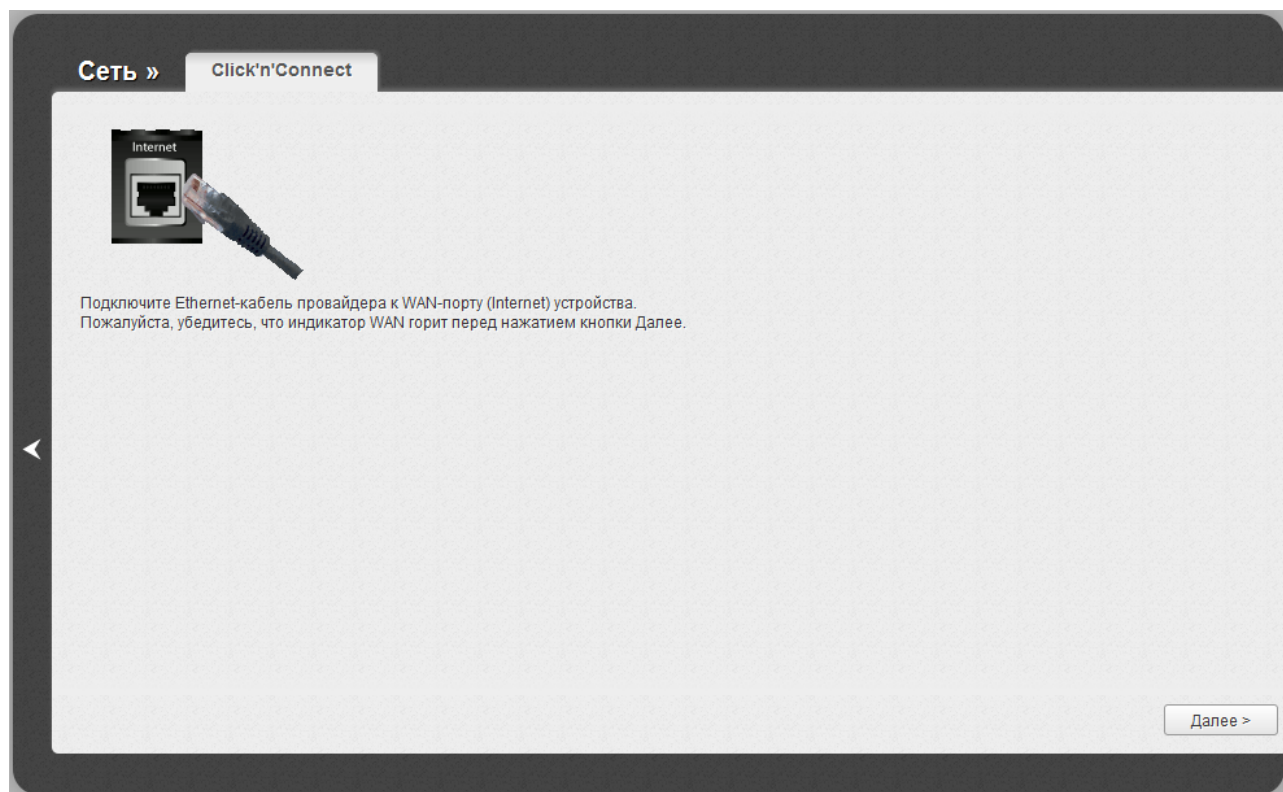 Сеть »
Click'n'Connect
Internet
Подключите Ethernet-кабель провайдера к WAN-порту (Internet) устройства.
Пожалуйста, убедитесь, что индикатор WAN горит перед нажатием кнопки Далее.
Далее >